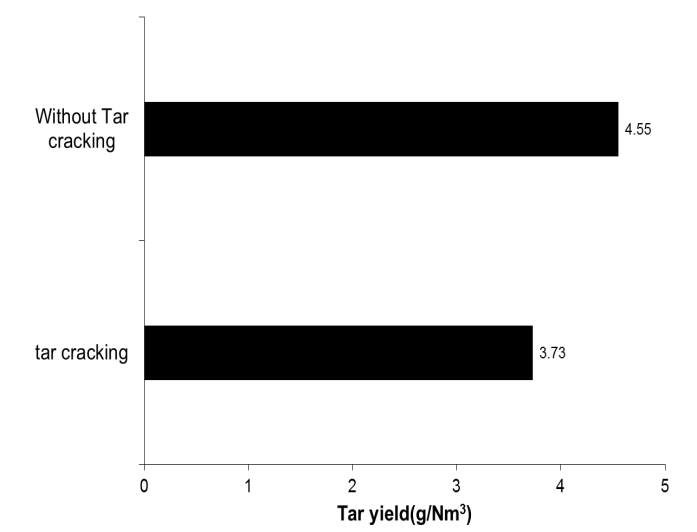 Without Tar
cracking
4.55
tar cracking
3.73
0 1 2 3 4 5
Tar yield(g/Nm³)